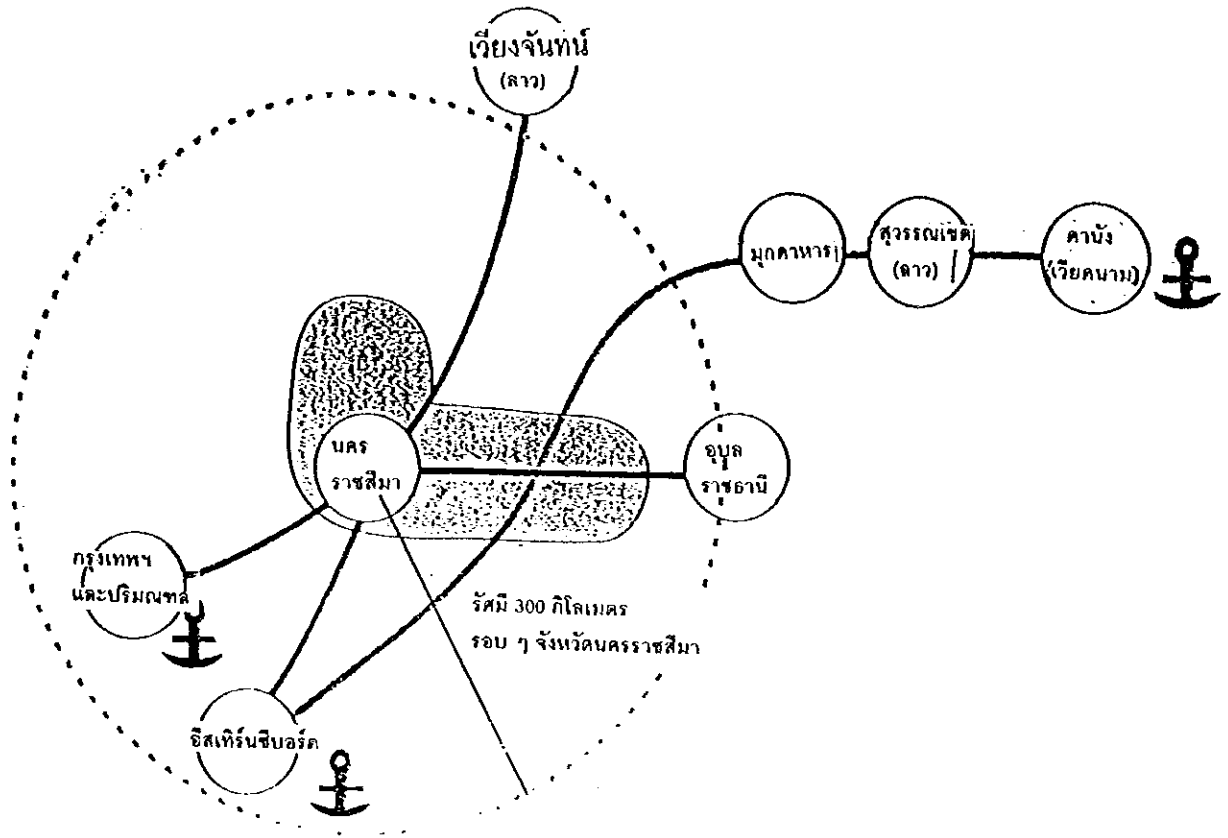 เวียงจันทน์
(ลาว)
มุกดาหาร
สุวรรณเขต
(ลาว)
ดานัง
(เวียดนาม)
นคร
ราชสีมา
อุบล
ราชธานี
กรุงเทพฯ
และปริมณฑล
รัศมี 300 กิโลเมตร
รอบ ๆ จังหวัดนครราชสีมา
อีสเทิร์นซีบอร์ด